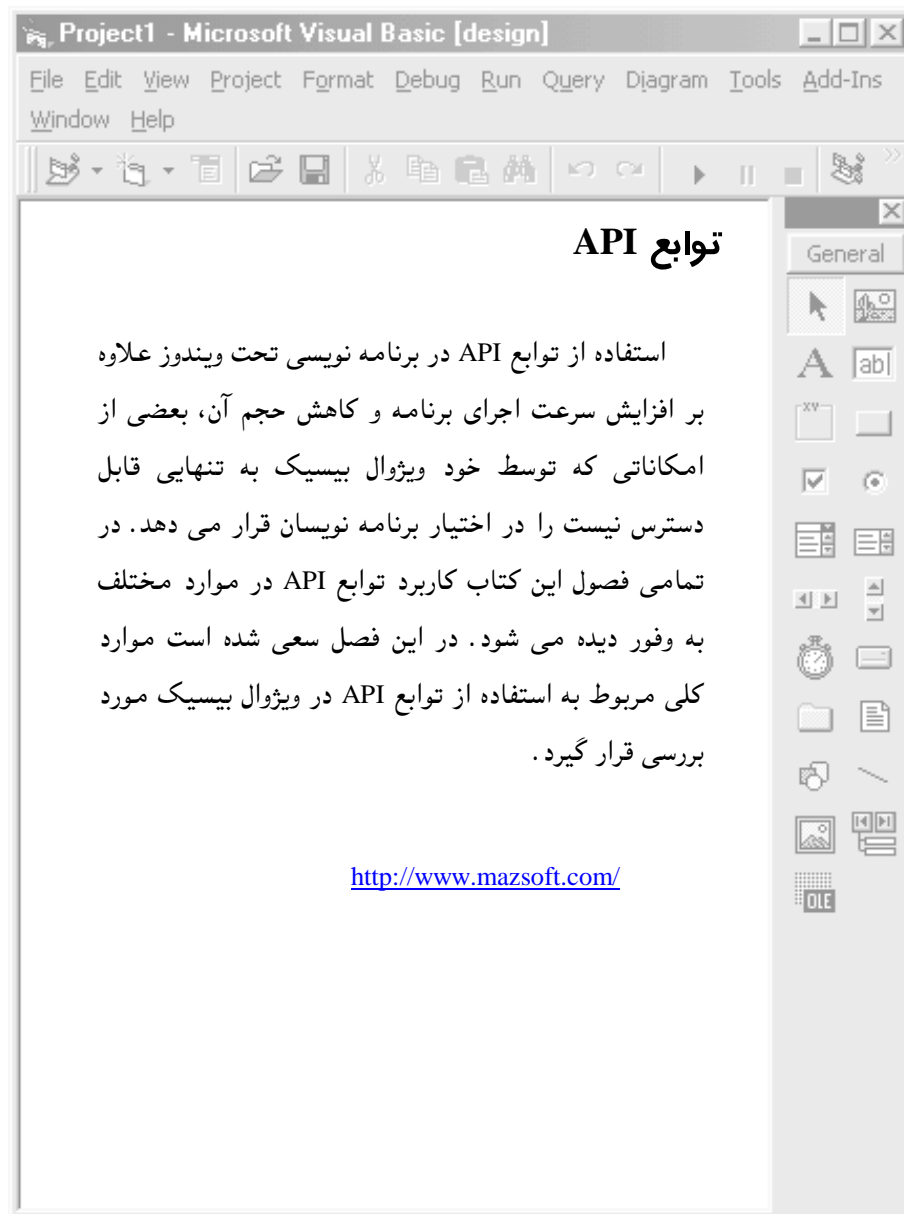 Project1 - Microsoft Visual Basic [design]
File Edit View Project Format Debug Run Query Diagram Tools Add-Ins
Window Help
General
توابع API
استفاده از توابع API در برنامه نویسی تحت ویندوز علاوه
بر افزایش سرعت اجرای برنامه و کاهش حجم آن، بعضی از
امکاناتی که توسط خود ویژوال بیسیک به تنهایی قابل
دسترس نیست را در اختیار برنامه نویسان قرار می دهد. در
تمامی فصول این کتاب کاربرد توابع API در موارد مختلف
به وفور دیده می شود. در این فصل سعی شده است موارد
کلی مربوط به استفاده از توابع API در ویژوال بیسیک مورد
بررسی قرار گیرد.
http://www.mazsoft.com/
A
ab
XY
OLE